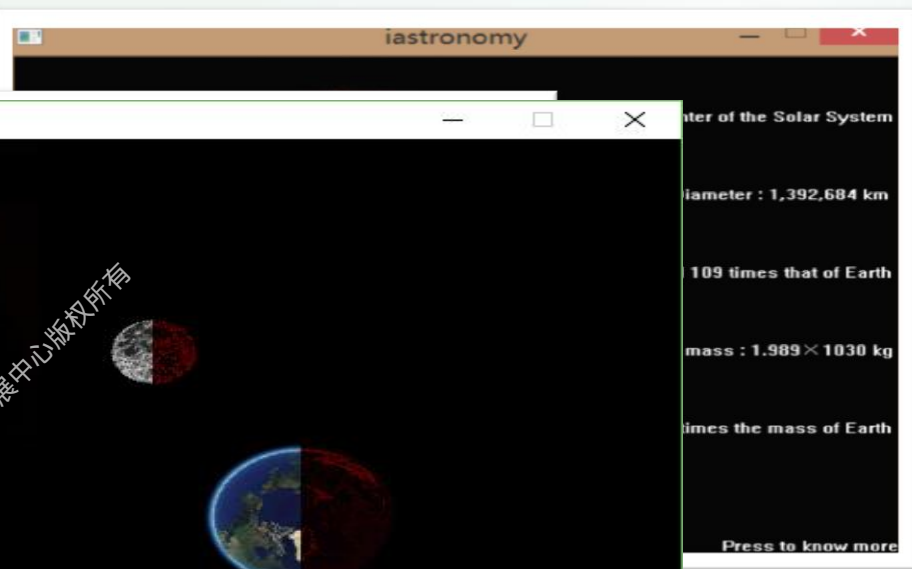 iastronomy
nter of the Solar System
iameter : 1,392,684 km
109 times that of Earth
mass : 1.989×1030 kg
times the mass of Earth
Press to know more
展中心版权所有